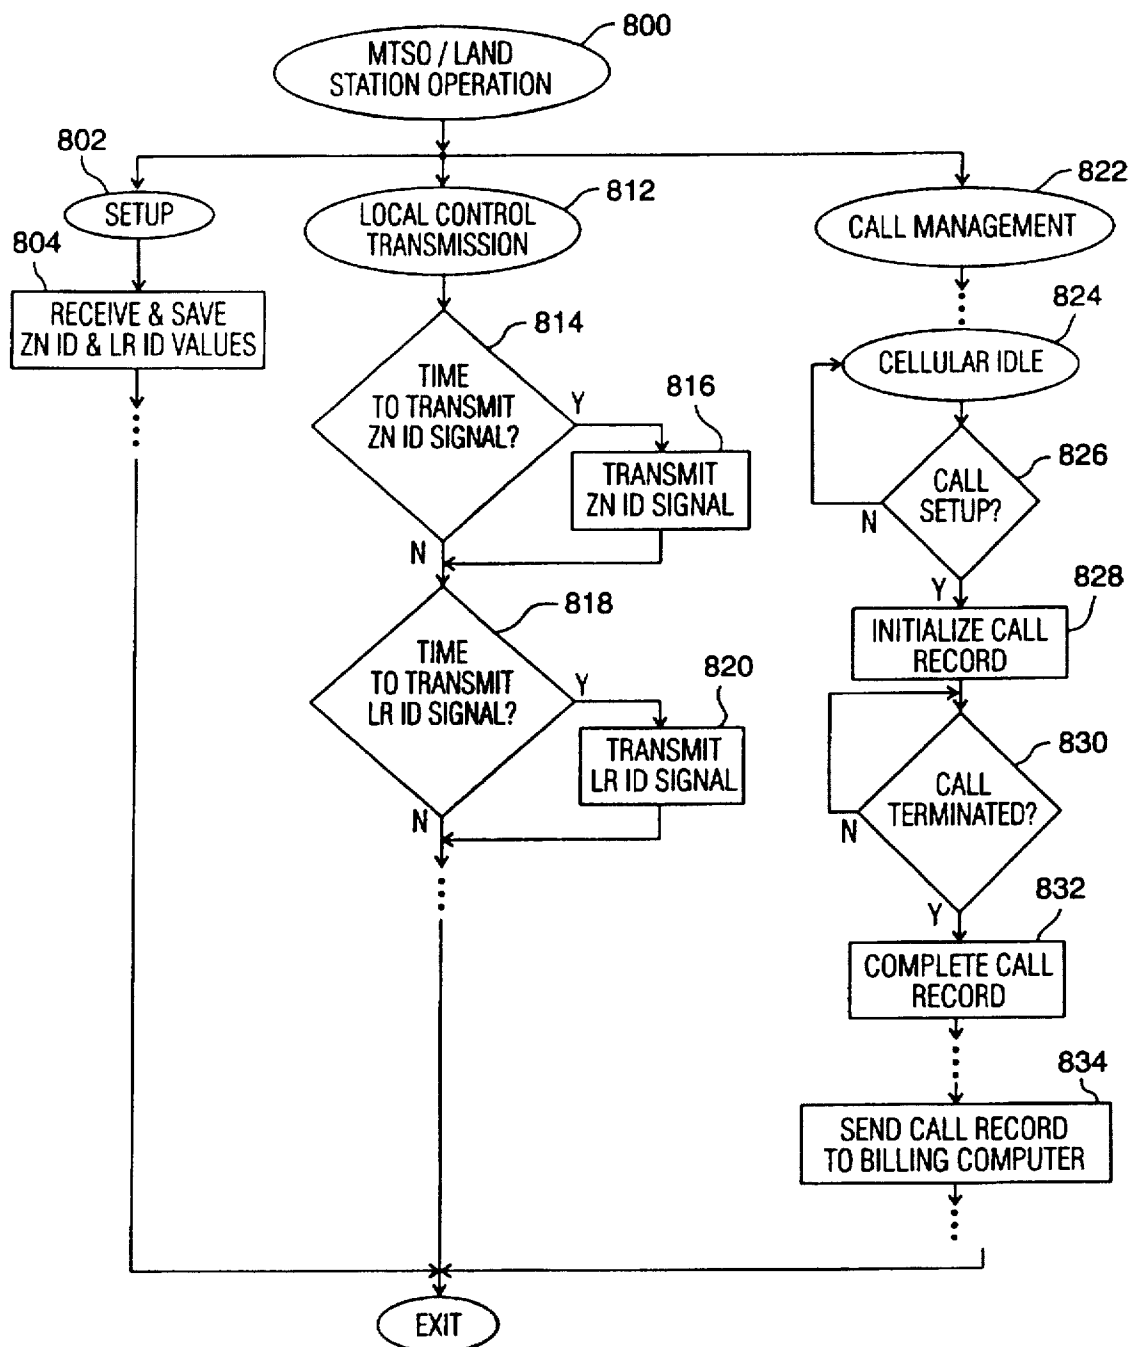 800
MTSO / LAND
STATION OPERATION
802
SETUP
804
RECEIVE & SAVE
ZN ID & LR ID VALUES
812
LOCAL CONTROL
TRANSMISSION
814
TIME
TO TRANSMIT
ZN ID SIGNAL?
Y
N
816
TRANSMIT
ZN ID SIGNAL
818
TIME
TO TRANSMIT
LR ID SIGNAL?
Y
N
820
TRANSMIT
LR ID SIGNAL
822
CALL MANAGEMENT
824
CELLULAR IDLE
826
CALL
SETUP?
N
Y
828
INITIALIZE CALL
RECORD
830
CALL
TERMINATED?
N
Y
832
COMPLETE CALL
RECORD
834
SEND CALL RECORD
TO BILLING COMPUTER
EXIT